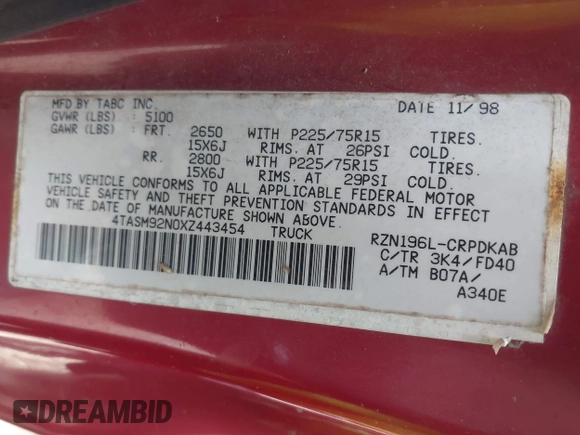 MFD BY TABC INC. DATE 11/98
GVWR (LBS) : 5100
GAWR (LBS) : FRT. 2650 WITH P225/75R15 TIRES.
15X6J RIMS. AT 26PSI COLD.
RR. 2800 WITH P225/75R15 TIRES.
15X6J RIMS. AT 29PSI COLD.
THIS VEHICLE CONFORMS TO ALL APPLICABLE FEDERAL MOTOR
VEHICLE SAFETY AND THEFT PREVENTION STANDARDS IN EFFECT
ON THE DATE OF MANUFACTURE SHOWN ABOVE.
4TASM92N0XZ443454 TRUCK RZN196L-CRPDKAB
C/TR 3K4/FD40
A/TM B07A/
A340E
DREAMBID